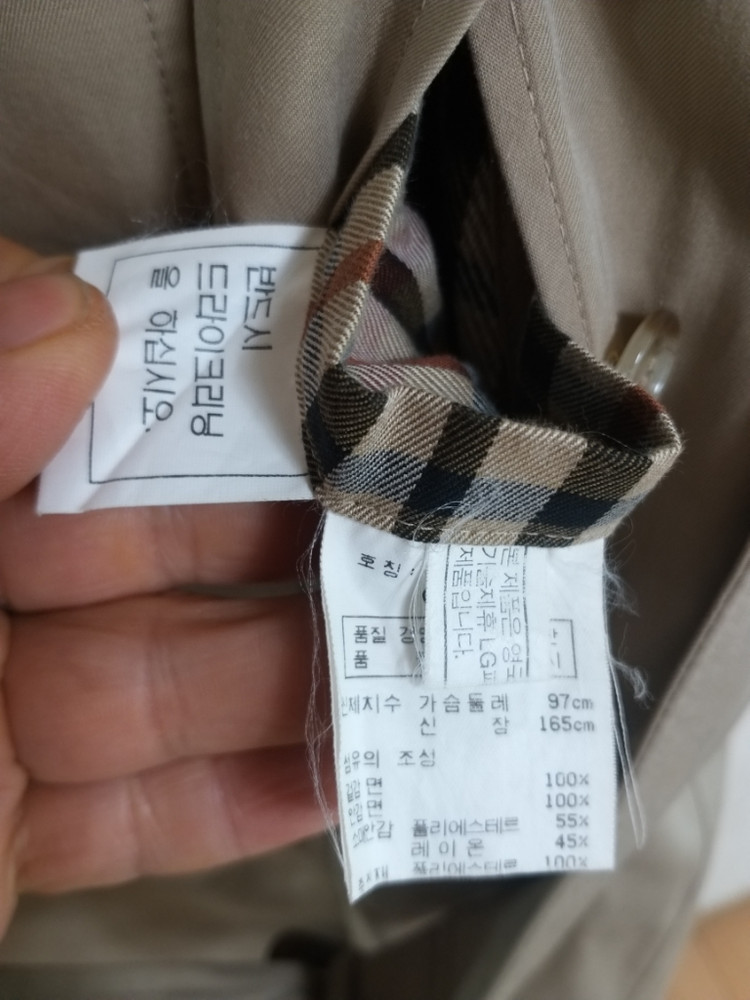 반드시
드라이크리닝
을 하십시오.
호칭:
본 제품은 영국
기술제휴 LG
제품입니다.
품질
품
신체치수 가슴둘레 97cm
신장 165cm
섬유의 조성
겉감 면 100%
안감 면 100%
소매안감 폴리에스테르 55%
레이온 45%
폴리에스테르 100%